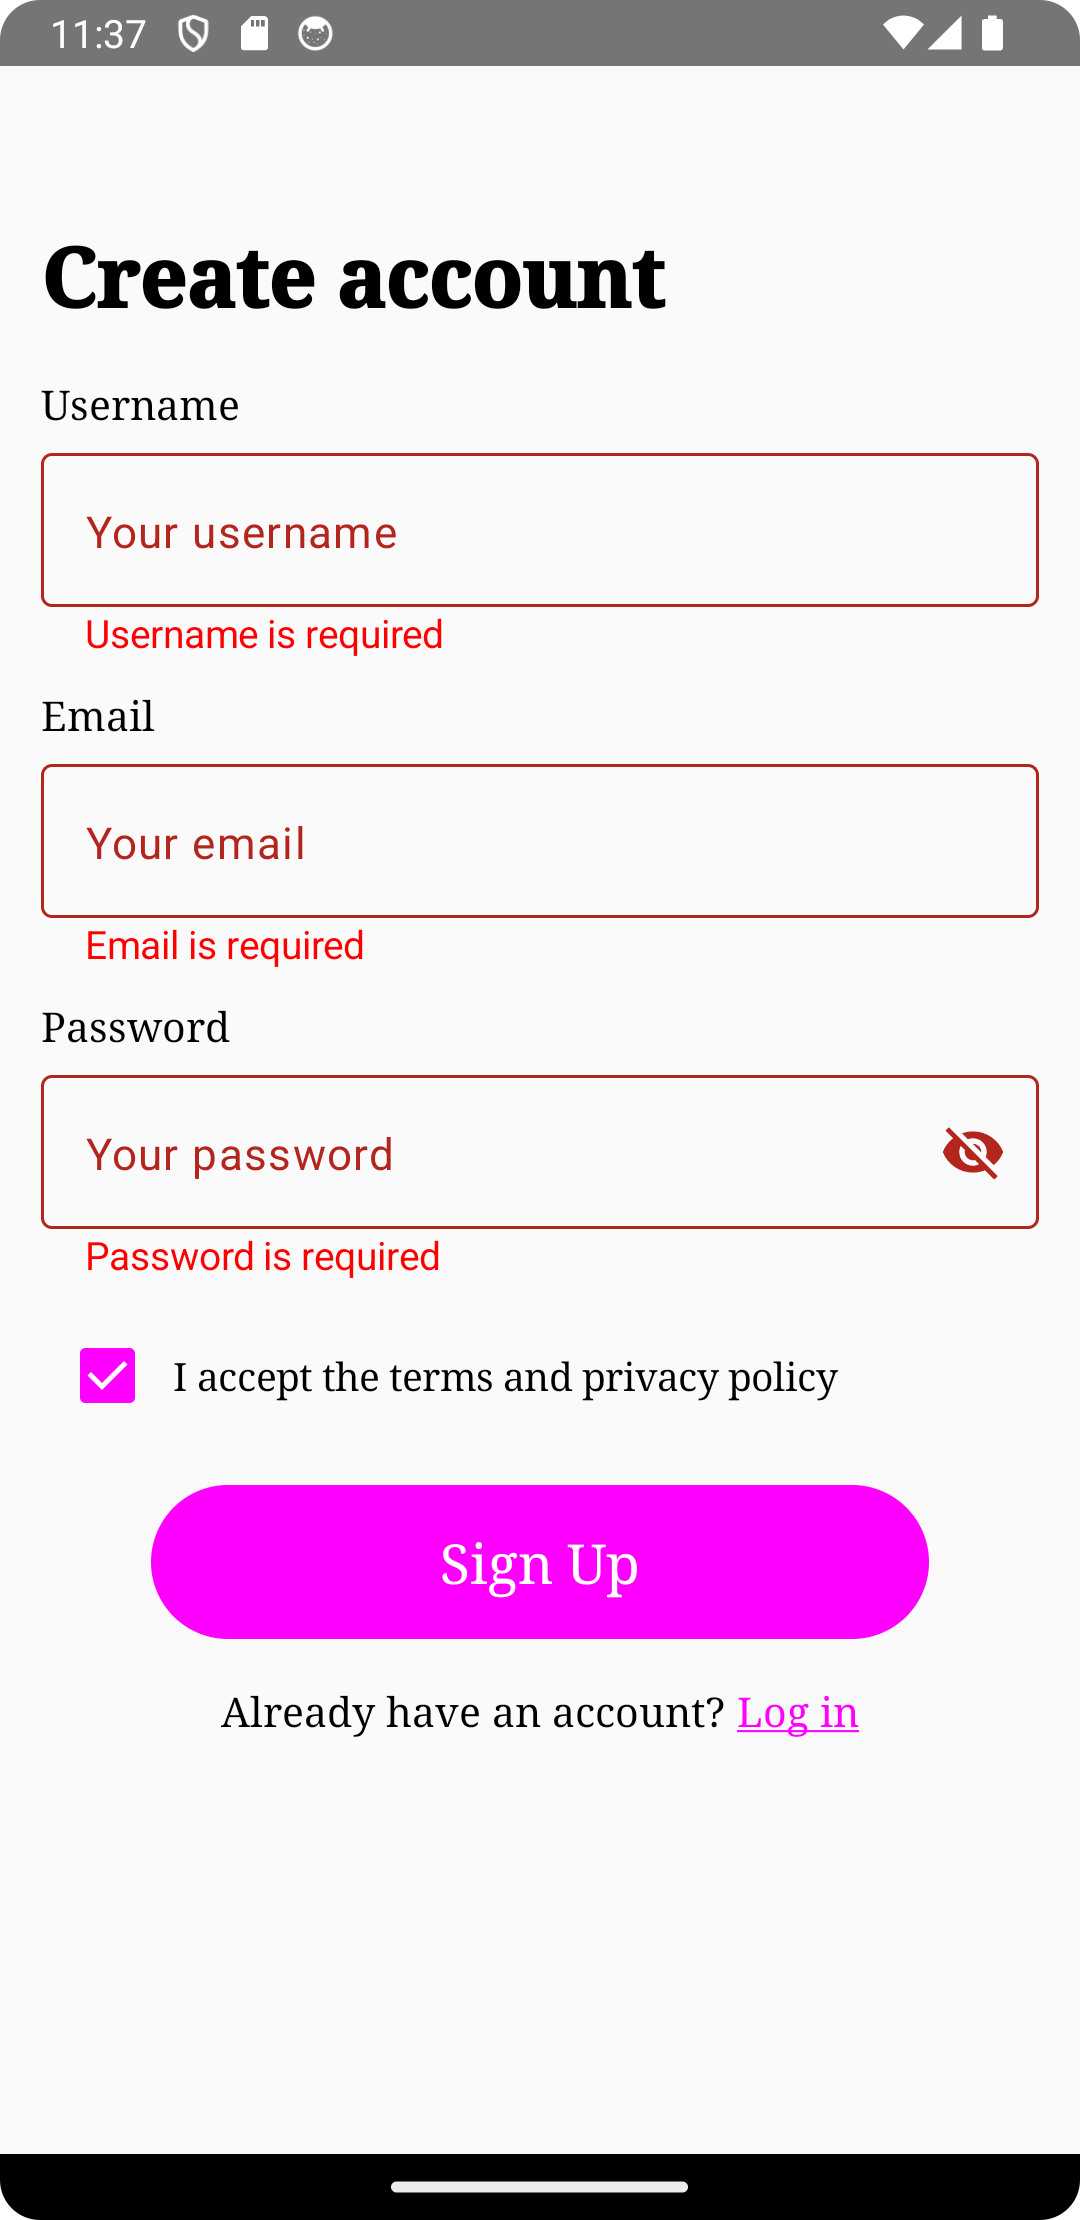 11:37
Create account
Username
Your username
Username is required
Email
Your email
Email is required
Password
Your password
Password is required
I accept the terms and privacy policy
Sign Up
Already have an account? Log in